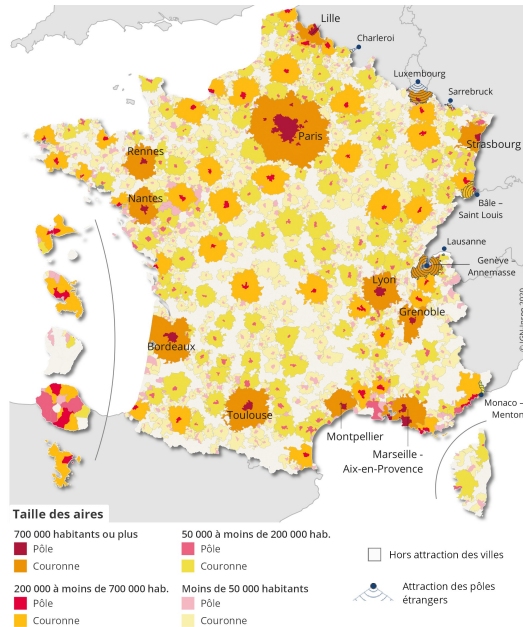 Lille
Charleroi
Luxembourg
Sarrebruck
Paris
Strasbourg
Rennes
Nantes
Bâle –
Saint Louis
Lausanne
Genève –
Annemasse
Lyon
Grenoble
Bordeaux
Toulouse
Montpellier
Marseille -
Aix-en-Provence
Monaco –
Menton
Taille des aires
700 000 habitants ou plus
Pôle
Couronne
200 000 à moins de 700 000 hab.
Pôle
Couronne
50 000 à moins de 200 000 hab.
Pôle
Couronne
Moins de 50 000 habitants
Pôle
Couronne
Hors attraction des villes
Attraction des pôles
étrangers